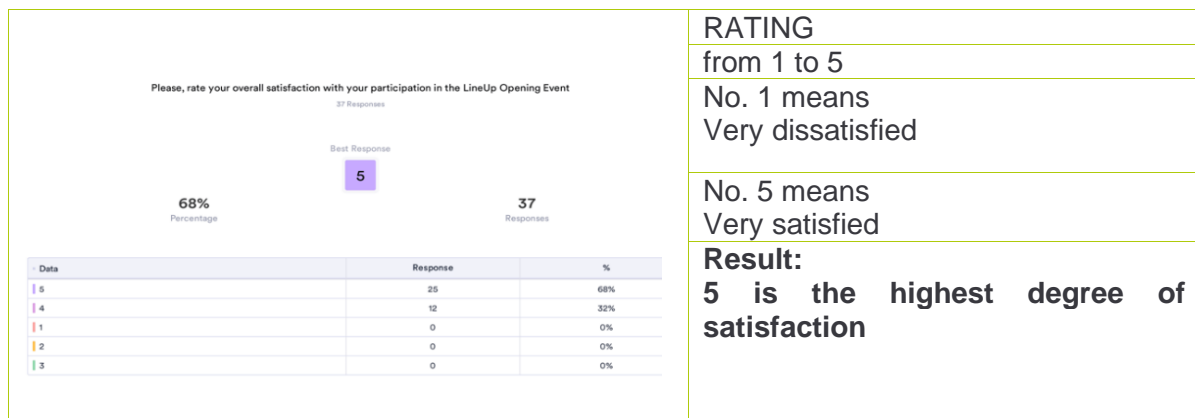 Please, rate your overall satisfaction with your participation in the LineUp Opening Event
37 Responses
Best Response
5
68%
Percentage
37
Responses
Data Response %
5 25 68%
4 12 32%
1 0 0%
2 0 0%
3 0 0%
RATING
from 1 to 5
No. 1 means
Very dissatisfied
No. 5 means
Very satisfied
Result:
5 is the highest degree of
satisfaction